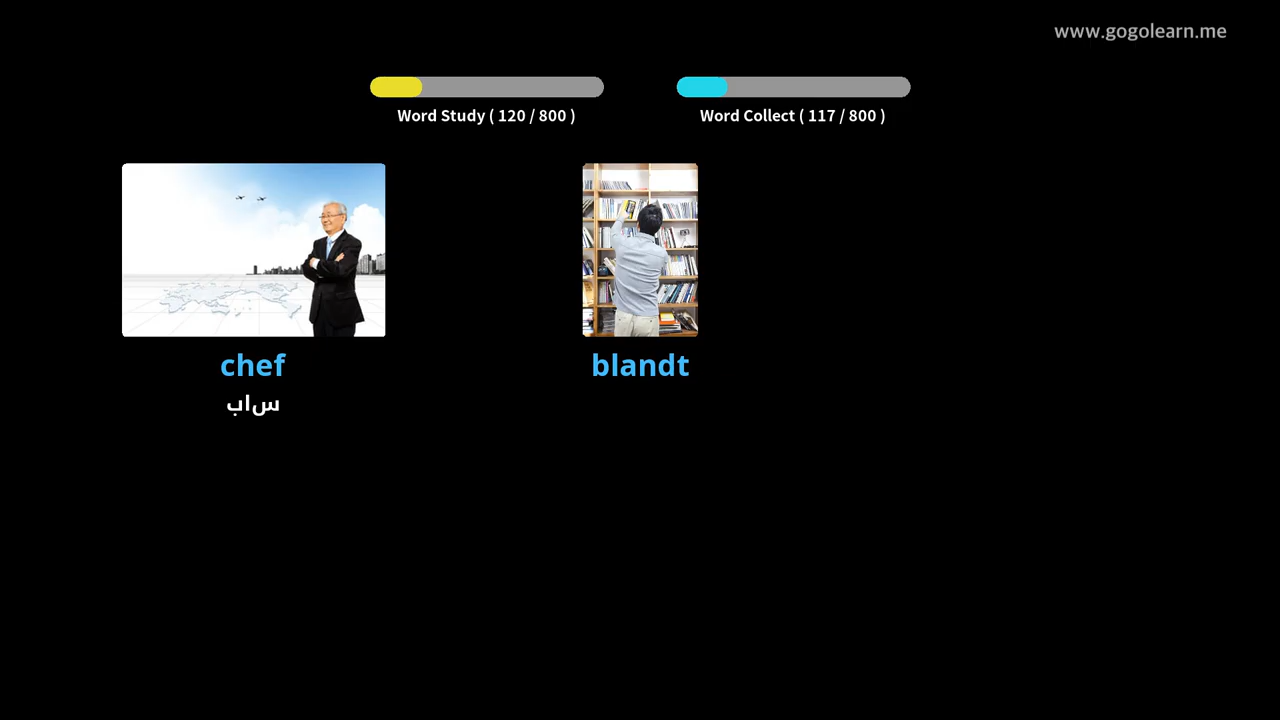 www.gogolearn.me
Word Study ( 120 / 800 )
Word Collect ( 117 / 800 )
chef
blandt
ساب